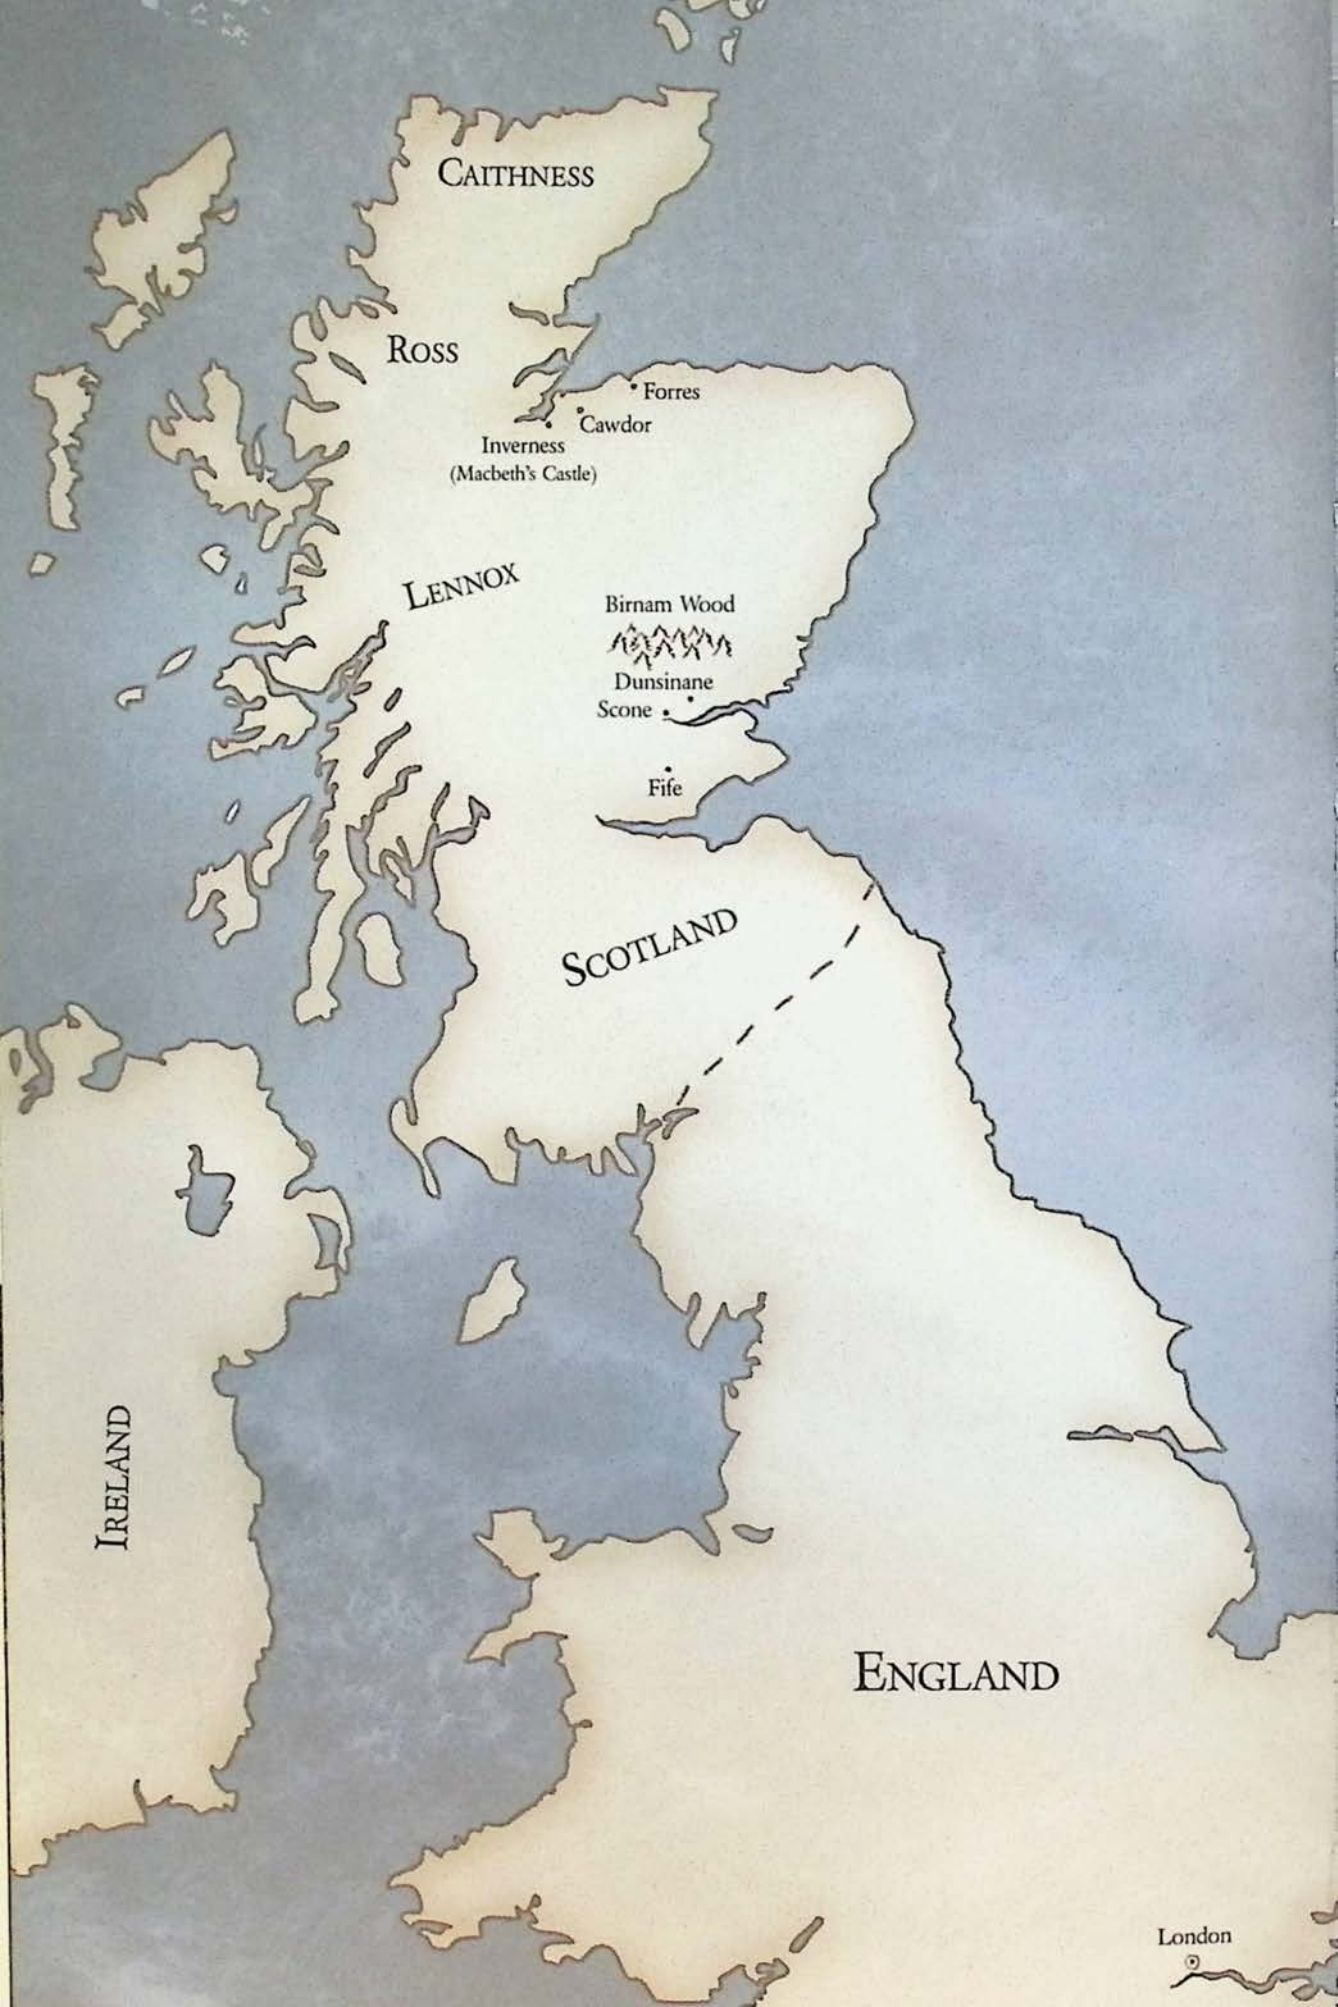 CAITHNESS
ROSS
Forres
Cawdor
Inverness
(Macbeth's Castle)
LENNOX
Birnam Wood
Dunsinane
Scone
Fife
SCOTLAND
IRELAND
ENGLAND
London